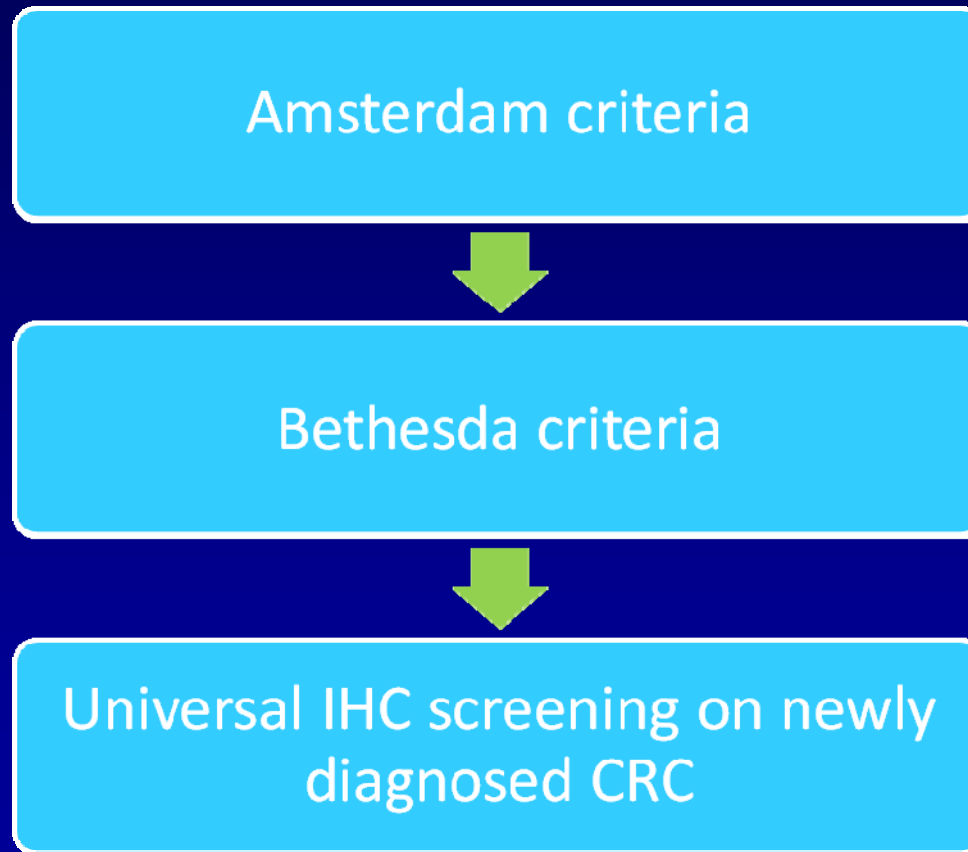 Amsterdam criteria
Bethesda criteria
Universal IHC screening on newly
diagnosed CRC